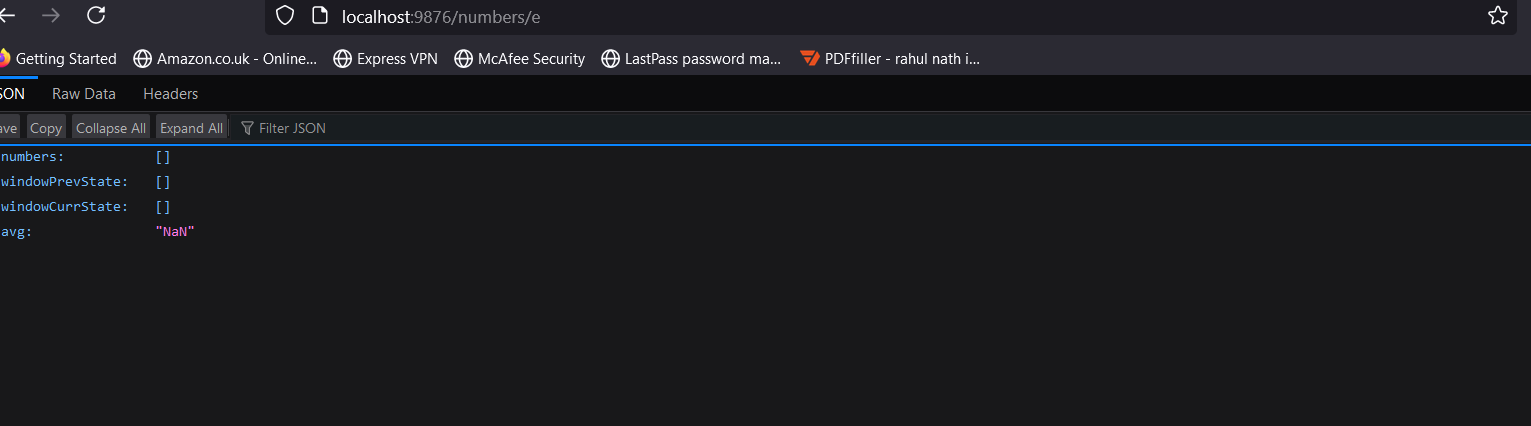 localhost:9876/numbers/e
Getting Started Amazon.co.uk - Online... Express VPN McAfee Security LastPass password ma... PDFfiller - rahul nath i...
SON Raw Data Headers
ave Copy Collapse All Expand All Filter JSON
numbers: []
windowPrevState: []
windowCurrState: []
avg: "NaN"